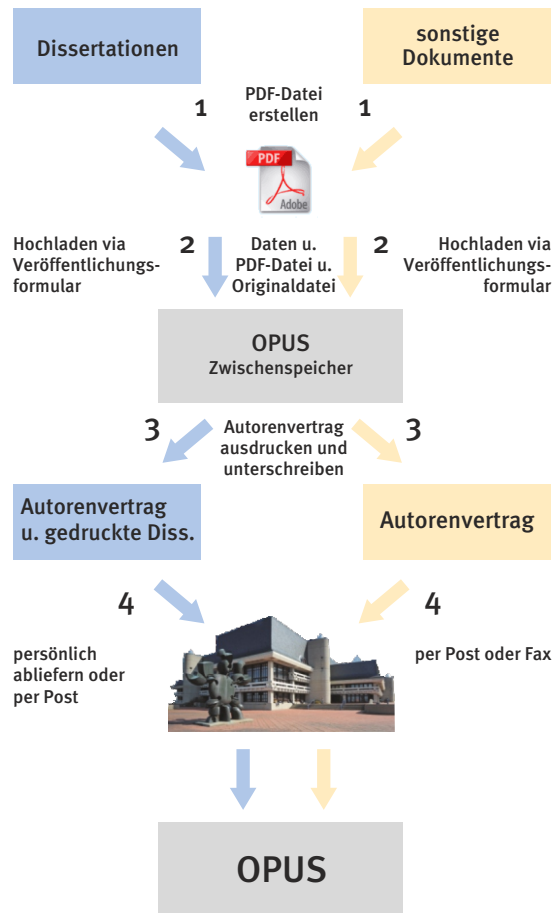 Dissertationen
sonstige
Dokumente
1
PDF-Datei
erstellen
1
PDF
Adobe
Hochladen via
Veröffentlichungs-
formular
2
Daten u.
PDF-Datei u.
Originaldatei
2
Hochladen via
Veröffentlichungs-
formular
OPUS
Zwischenspeicher
3
Autorenvertrag
ausdrucken und
unterschreiben
3
Autorenvertrag
u. gedruckte Diss.
Autorenvertrag
4
4
persönlich
abliefern oder
per Post
per Post oder Fax
OPUS